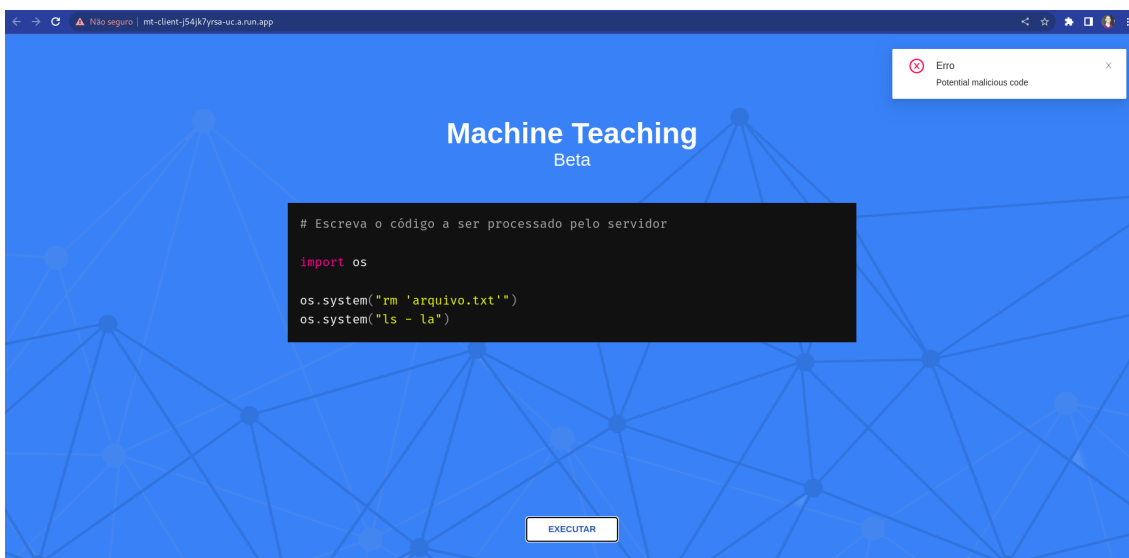 Não seguro | mt-client-j54jk7yrsa-uc.a.run.app
Erro
Potential malicious code
Machine Teaching
Beta
# Escreva o código a ser processado pelo servidor
import os
os.system("rm 'arquivo.txt'")
os.system("ls - la")
EXECUTAR